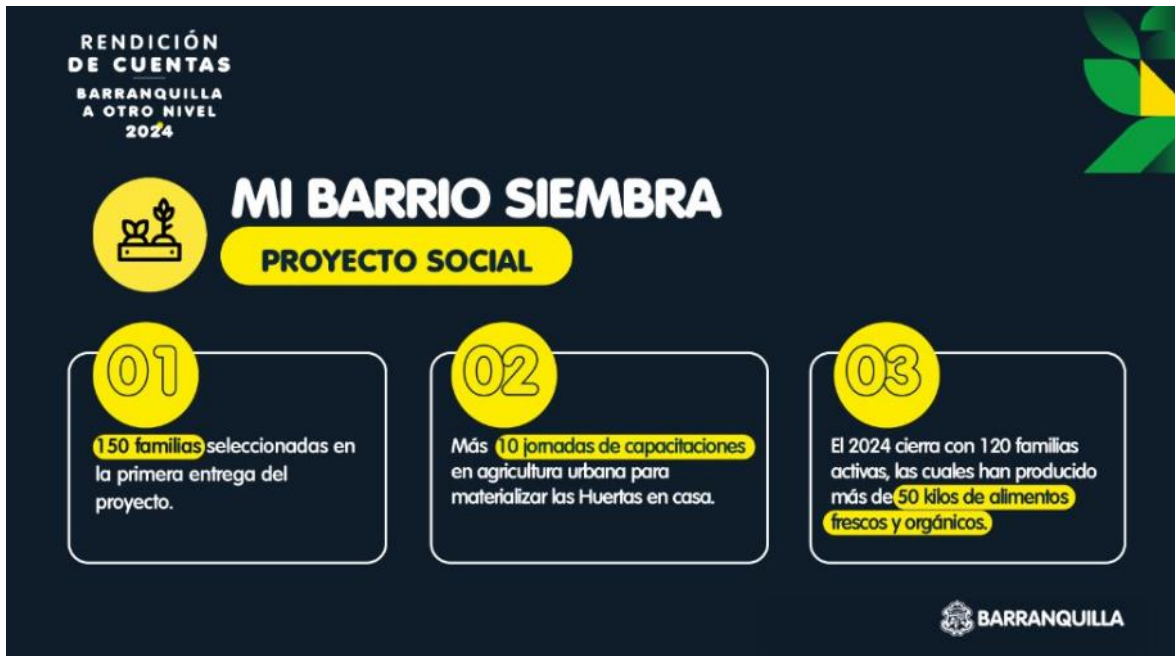 RENDICIÓN
DE CUENTAS
BARRANQUILLA
A OTRO NIVEL
2024
MI BARRIO SIEMBRA
PROYECTO SOCIAL
01
150 familias seleccionadas en
la primera entrega del
proyecto.
02
Más 10 jornadas de capacitaciones
en agricultura urbana para
materializar las Huertas en casa.
03
El 2024 cierra con 120 familias
activas, las cuales han producido
más de 50 kilos de alimentos
frescos y orgánicos.
BARRANQUILLA